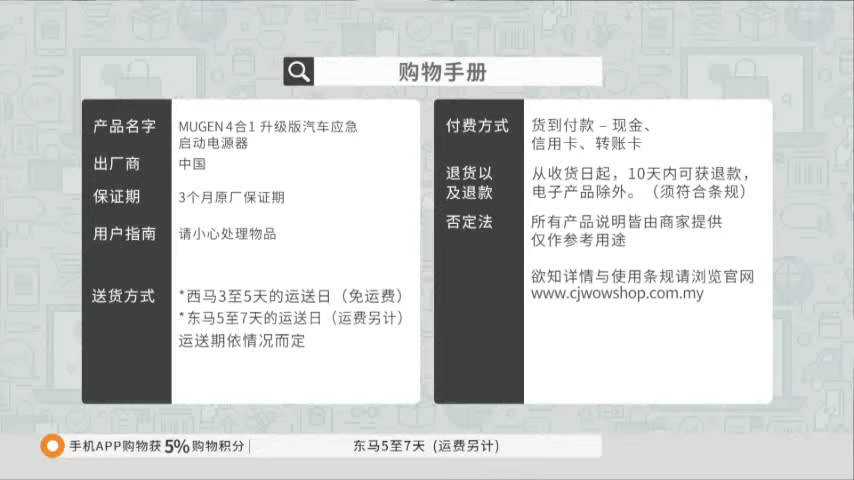 购物手册
产品名字
MUGEN 4合1 升级版汽车应急
启动电源器
出厂商
中国
保证期
3个月原厂保证期
用户指南
请小心处理物品
送货方式
*西马3至5天的运送日（免运费）
*东马5至7天的运送日（运费另计）
运送期依情况而定
付费方式
货到付款 – 现金、
信用卡、转账卡
退货以
及退款
从收货日起，10天内可获退款，
电子产品除外。（须符合条规）
否定法
所有产品说明皆由商家提供
仅作参考用途
欲知详情与使用条规请浏览官网
www.cjwowshop.com.my
手机APP购物获 5% 购物积分
东马5至7天 (运费另计)